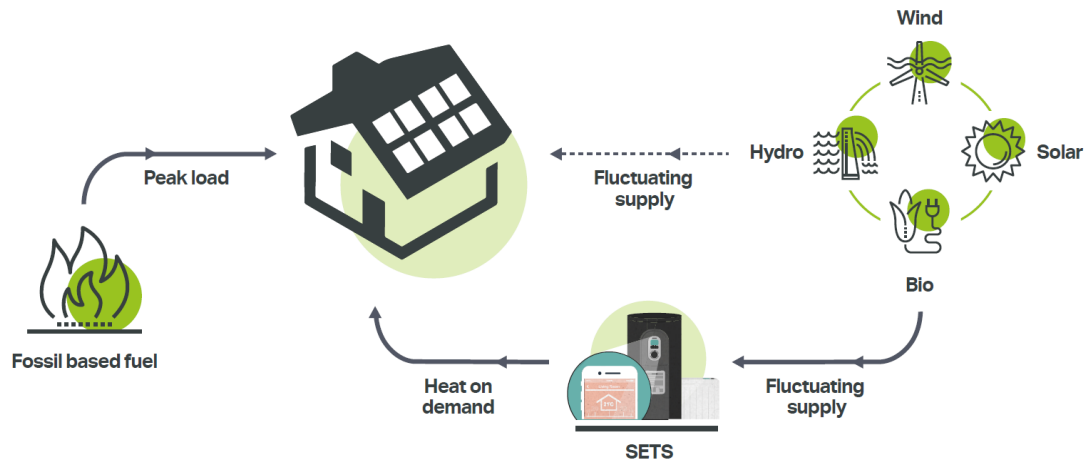 Wind
Hydro
Solar
Bio
Peak load
Fluctuating
supply
Fossil based fuel
Heat on
demand
SETS
Fluctuating
supply